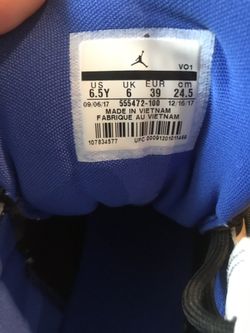 VO1
US UK EUR cm
6.5Y 6 39 24.5
09/06/17 555472-100 12/16/17
MADE IN VIETNAM
FABRIQUE AU VIETNAM
107834577